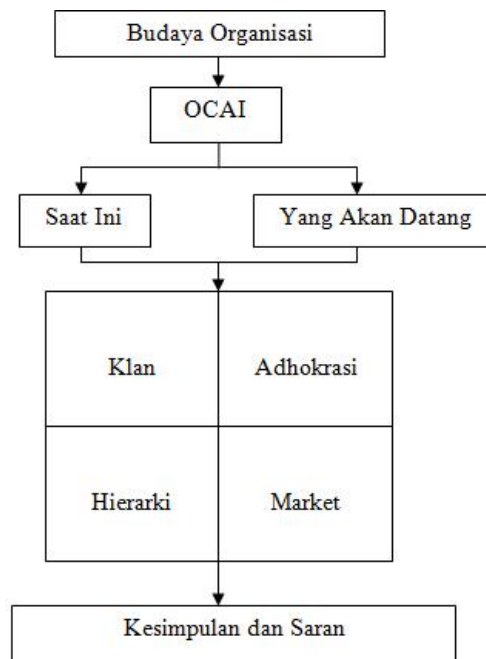 Budaya Organisasi
OCAI
Saat Ini
Yang Akan Datang
Klan
Adhokrasi
Hierarki
Market
Kesimpulan dan Saran